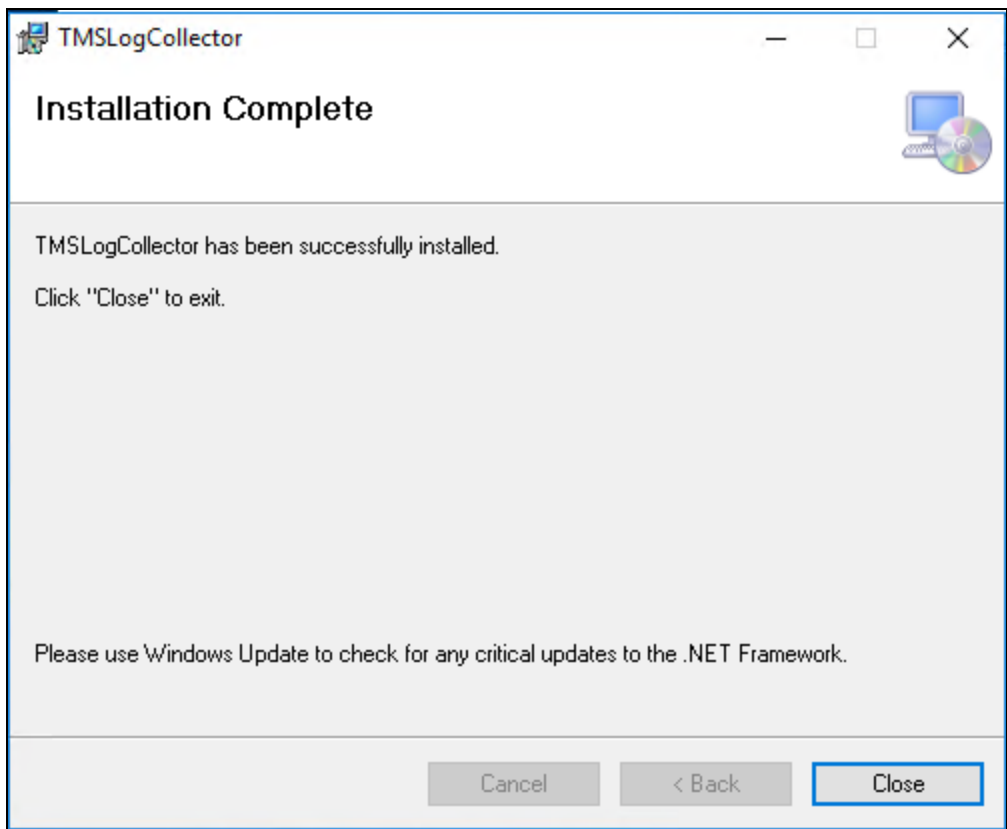 TMSLogCollector
Installation Complete
TMSLogCollector has been successfully installed.
Click "Close" to exit.
Please use Windows Update to check for any critical updates to the .NET Framework.
Cancel
< Back
Close